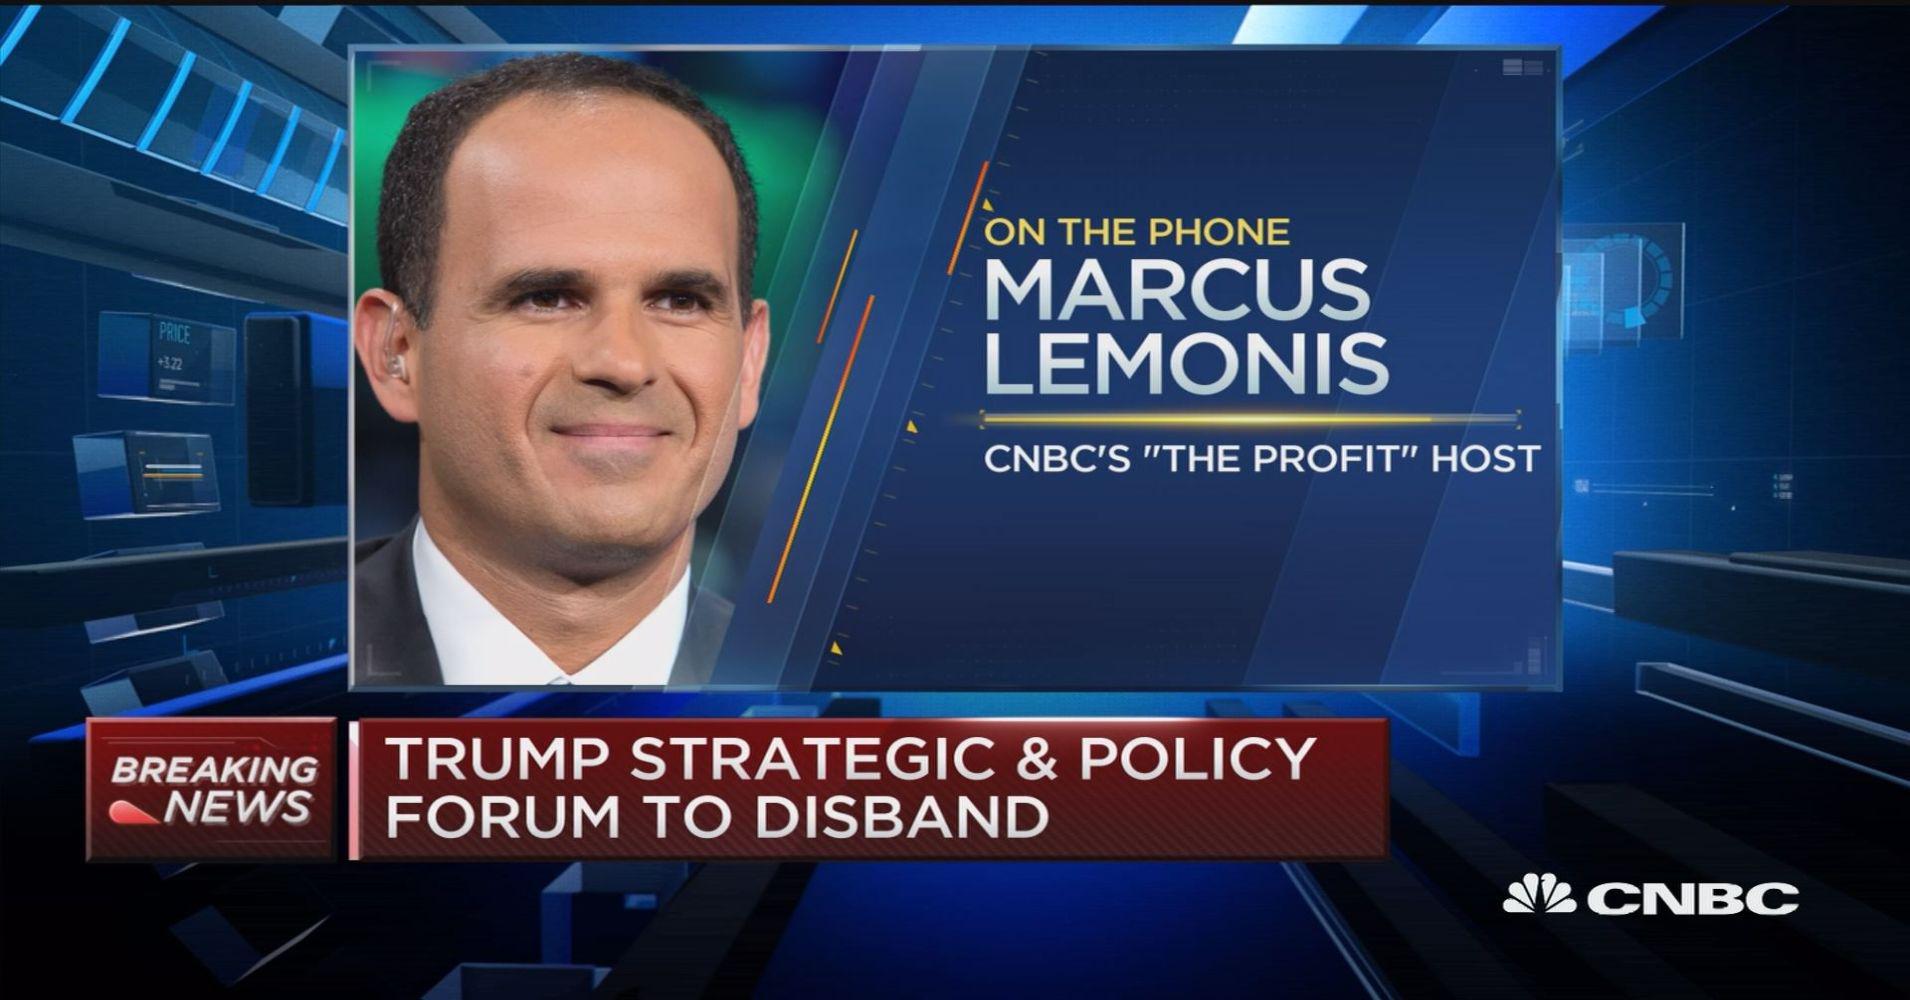 ON THE PHONE
MARCUS
LEMONIS
CNBC'S "THE PROFIT" HOST
PRICE
+3.22
BREAKING
NEWS
TRUMP STRATEGIC & POLICY
FORUM TO DISBAND
CNBC